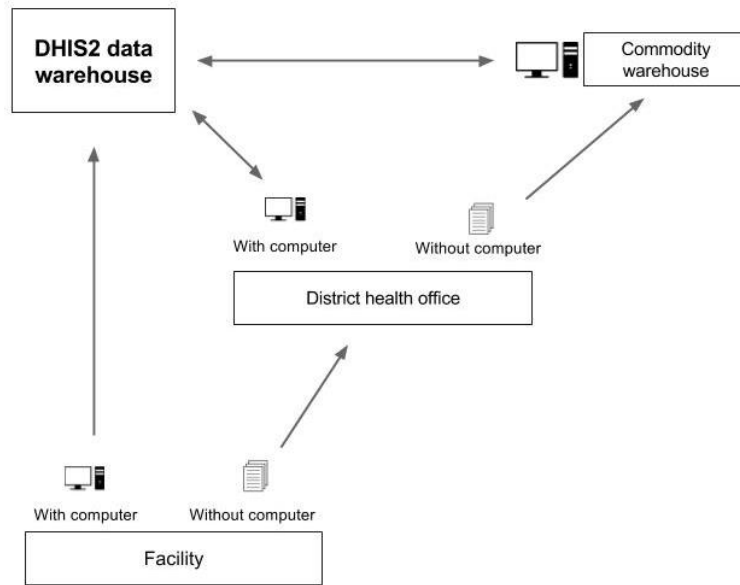 DHIS2 data
warehouse
Commodity
warehouse
With computer
Without computer
District health office
With computer
Without computer
Facility